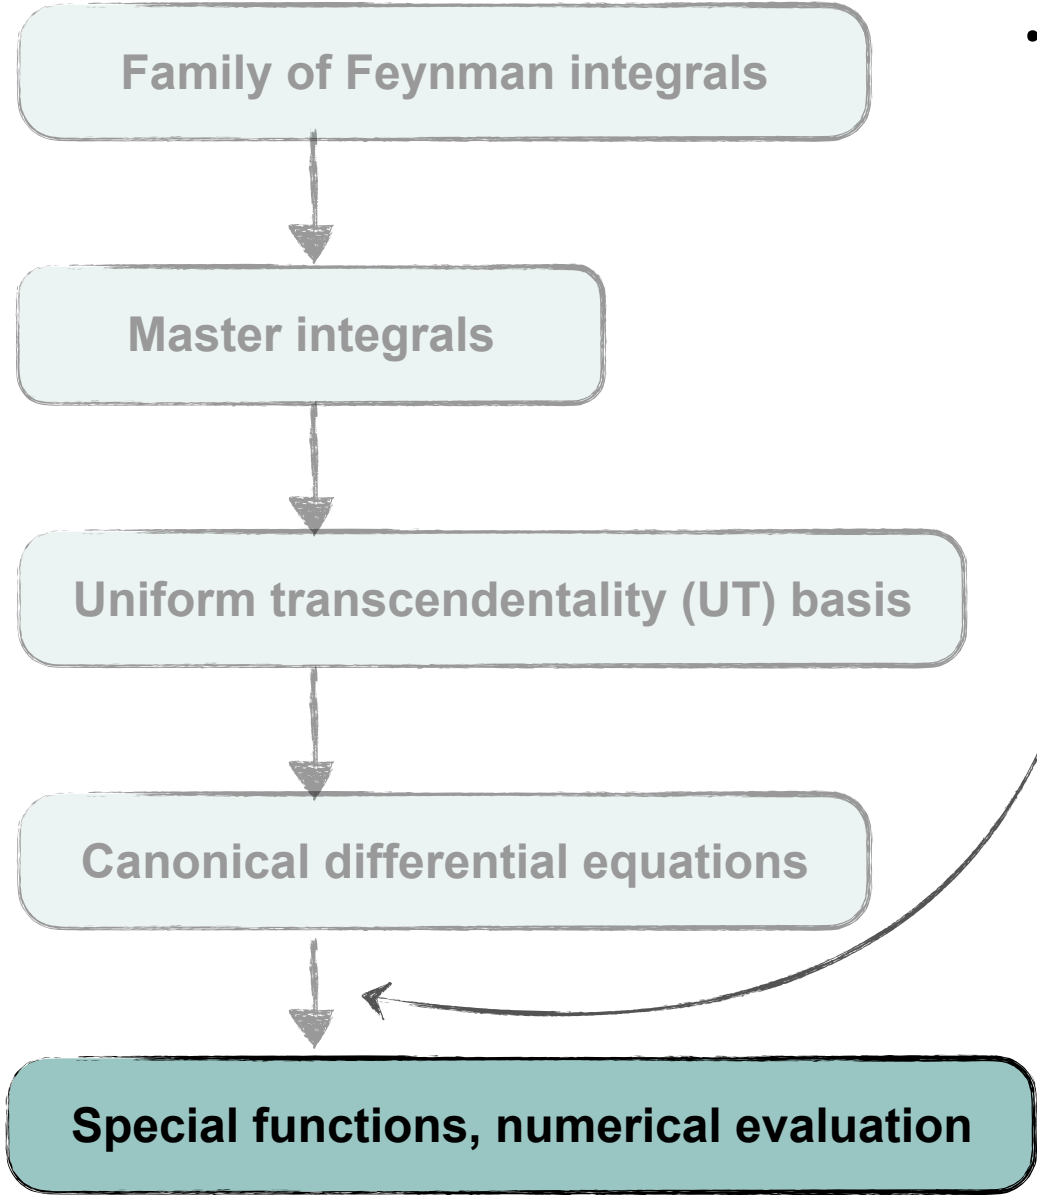 Family of Feynman integrals
Master integrals
Uniform transcendentality (UT) basis
Canonical differential equations
Special functions, numerical evaluation